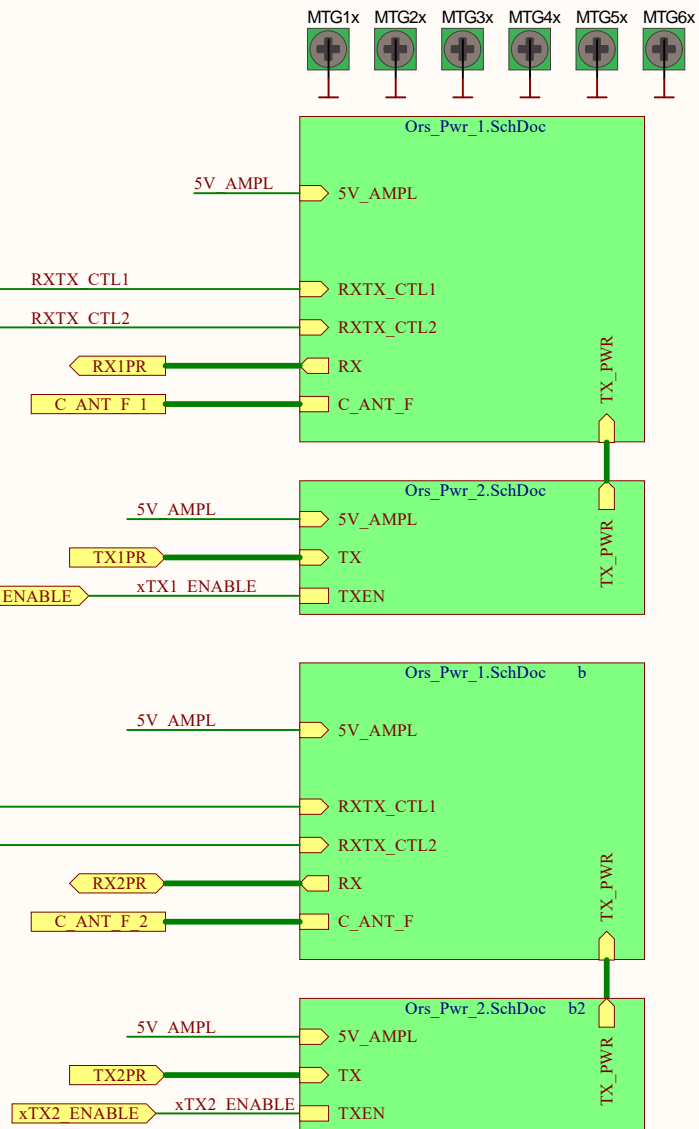 MTG1x MTG2x MTG3x MTG4x MTG5x MTG6x
Ors_Pwr_1.SchDoc
5V_AMPL 5V_AMPL
RXTX_CTL1 RXTX_CTL1
RXTX_CTL2 RXTX_CTL2
TX_PWR
RX1PR RX
C_ANT_F_1 C_ANT_F
Ors_Pwr_2.SchDoc
5V_AMPL 5V_AMPL
TX1PR TX
TX_PWR
ENABLE xTX1_ENABLE TXEN
Ors_Pwr_1.SchDoc b
5V_AMPL 5V_AMPL
RXTX_CTL1
RXTX_CTL2
TX_PWR
RX2PR RX
C_ANT_F_2 C_ANT_F
Ors_Pwr_2.SchDoc b2
5V_AMPL 5V_AMPL
TX2PR TX
TX_PWR
xTX2_ENABLE xTX2_ENABLE TXEN